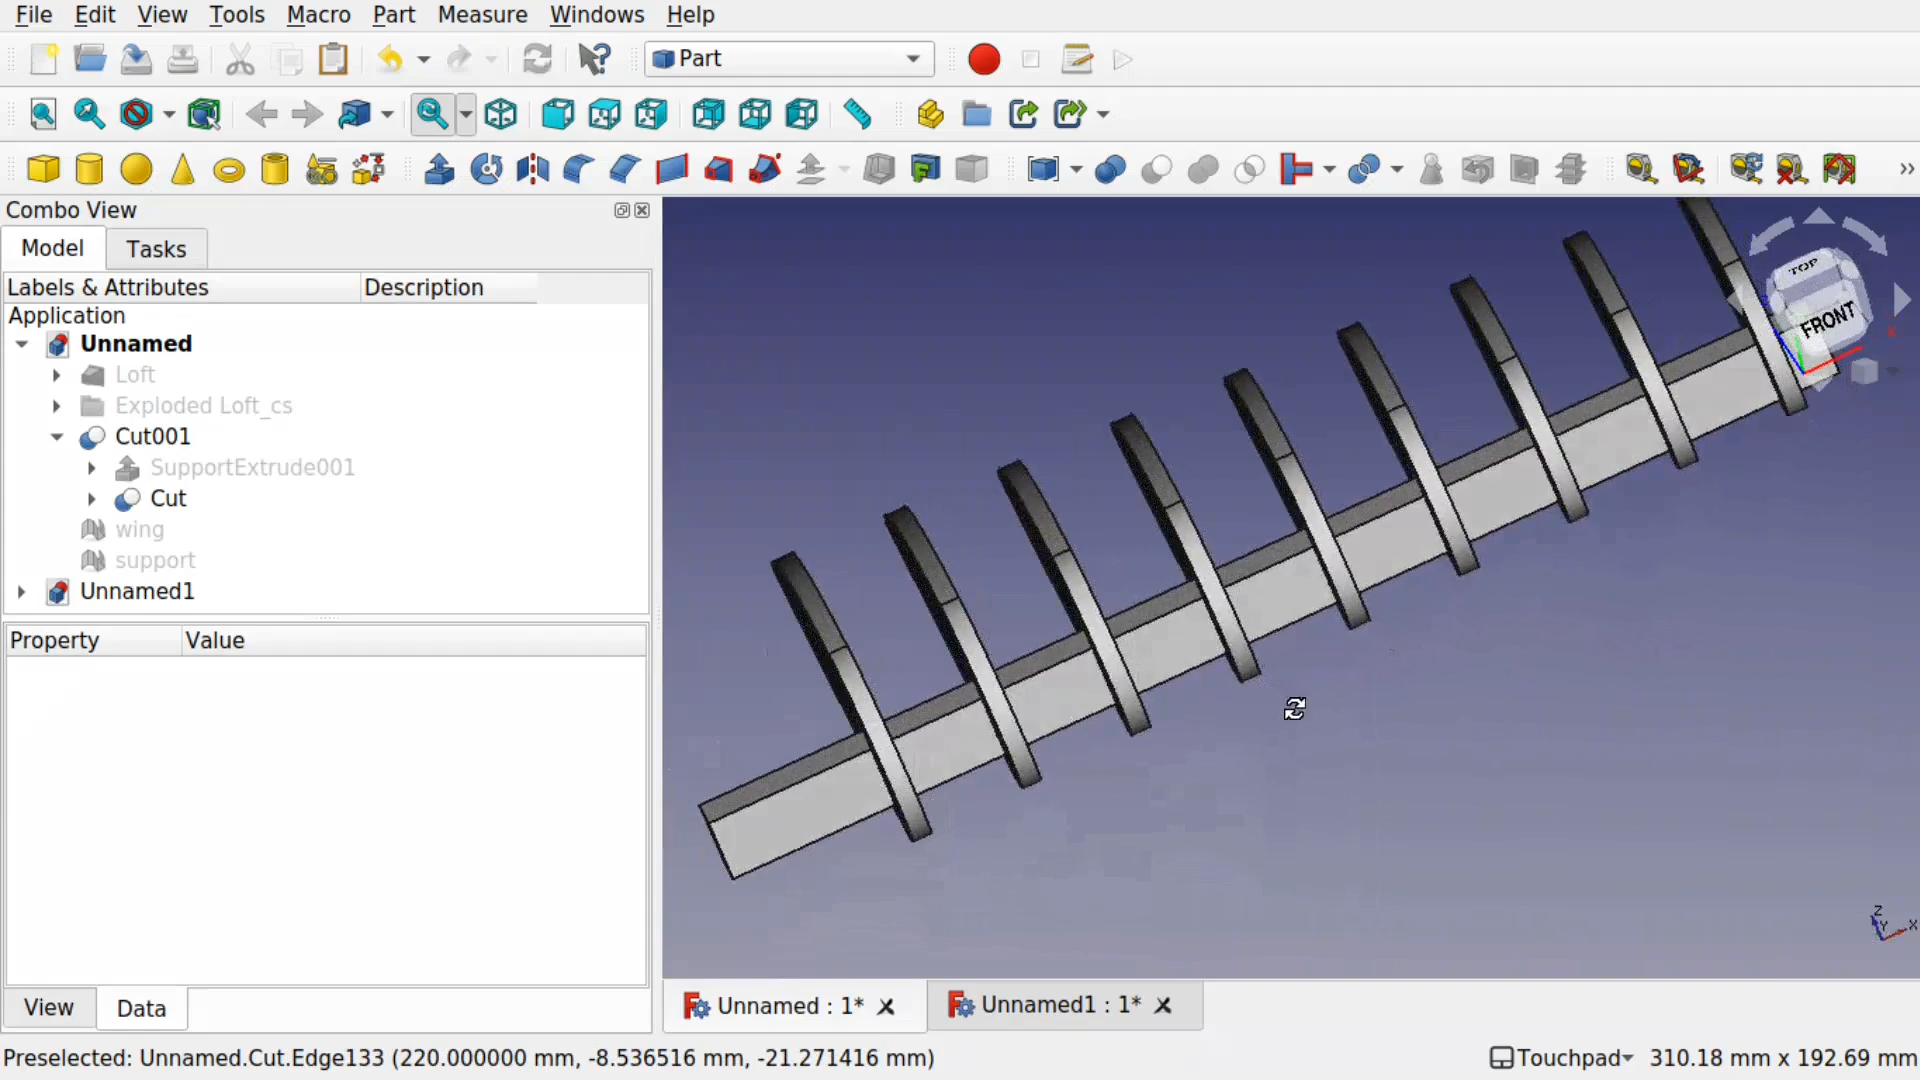 File Edit View Tools Macro Part Measure Windows Help
Part
Combo View
Model Tasks
Labels & Attributes Description
Application
Unnamed
Loft
Exploded Loft_cs
Cut001
SupportExtrude001
Cut
wing
support
Unnamed1
Property Value
View Data
TOP
FRONT
Z
Y
X
Unnamed : 1*
Unnamed1 : 1*
Preselected: Unnamed.Cut.Edge133 (220.000000 mm, -8.536516 mm, -21.271416 mm)
Touchpad 310.18 mm x 192.69 mm